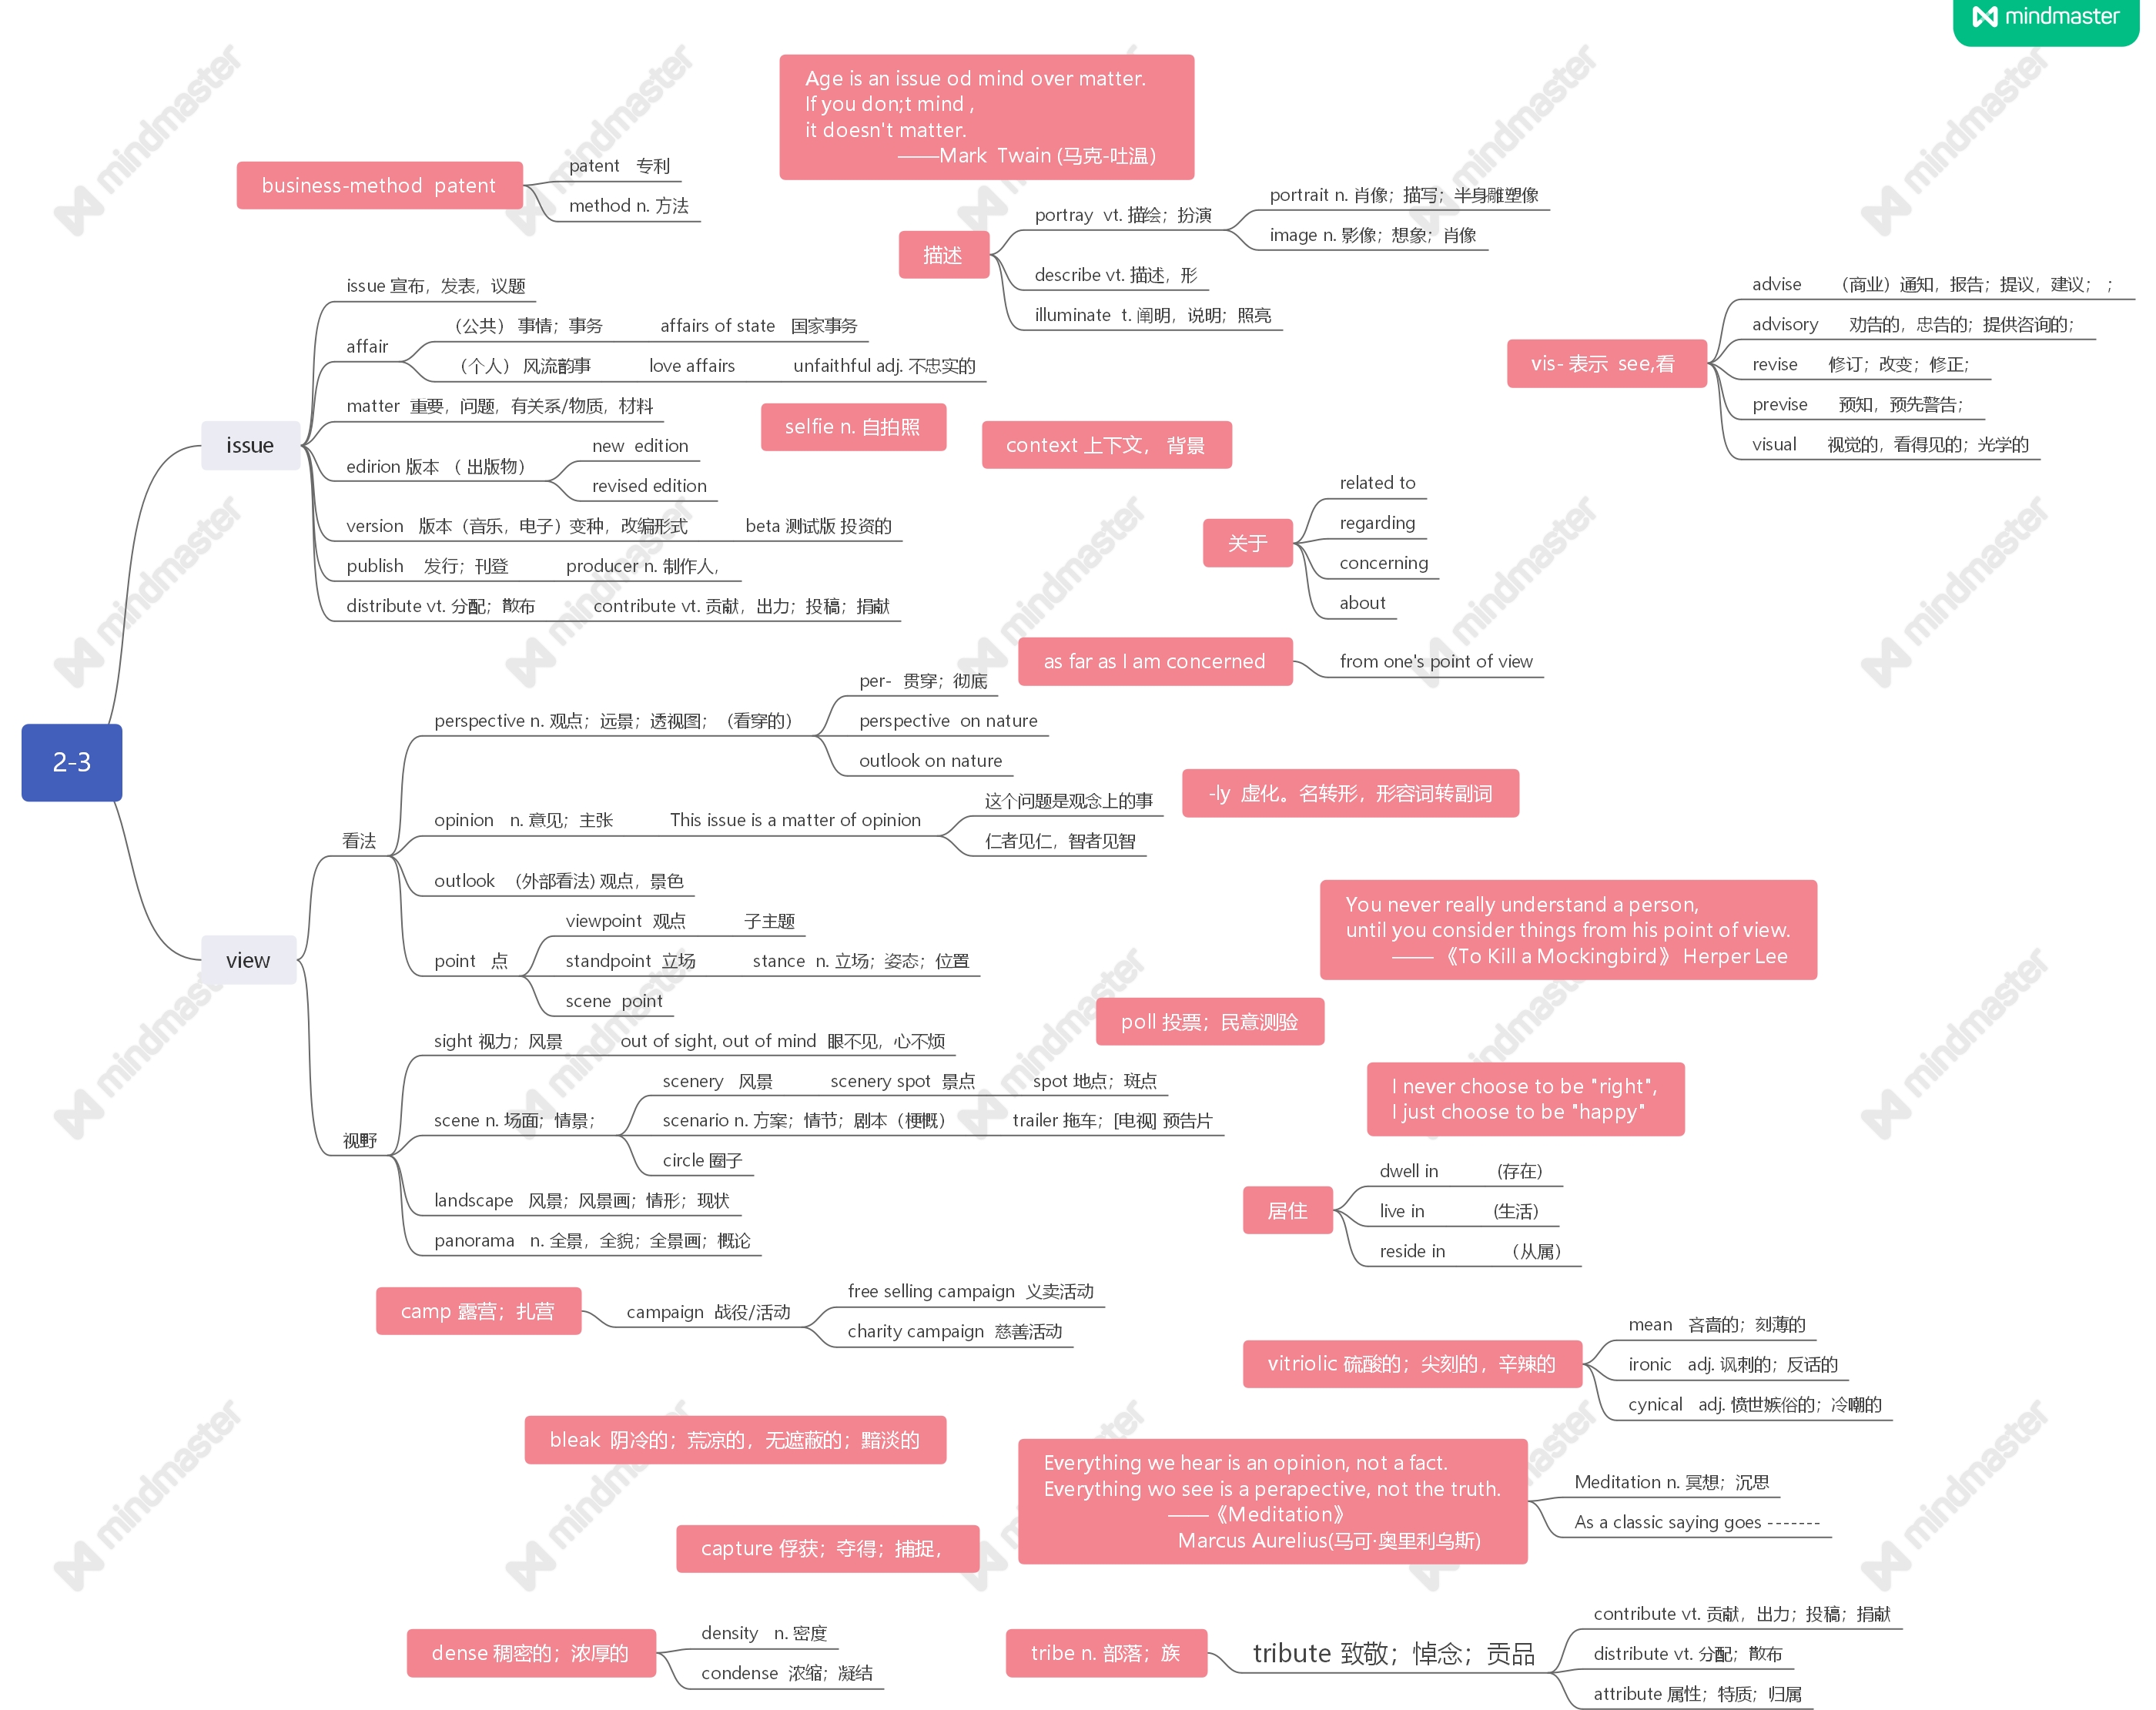 mindmaster
Age is an issue od mind over matter.
If you don;t mind ,
it doesn't matter.
——Mark Twain (马克-吐温)
business-method patent
patent 专利
method n. 方法
描述
portray vt. 描绘；扮演
portrait n. 肖像；描写；半身雕塑像
image n. 影像；想象；肖像
describe vt. 描述，形
illuminate t. 阐明，说明；照亮
vis- 表示 see,看
advise （商业）通知，报告；提议，建议； ；
advisory 劝告的，忠告的；提供咨询的；
revise 修订；改变；修正；
previse 预知，预先警告；
visual 视觉的，看得见的；光学的
2-3
issue
issue 宣布，发表，议题
affair
（公共） 事情；事务 affairs of state 国家事务
（个人） 风流韵事 love affairs unfaithful adj. 不忠实的
matter 重要，问题，有关系/物质，材料
edirion 版本 （ 出版物）
new edition
revised edition
version 版本（音乐，电子）变种，改编形式 beta 测试版 投资的
publish 发行；刊登 producer n. 制作人，
distribute vt. 分配；散布 contribute vt. 贡献，出力；投稿；捐献
selfie n. 自拍照
context 上下文， 背景
关于
related to
regarding
concerning
about
as far as I am concerned
from one's point of view
view
看法
perspective n. 观点；远景；透视图；（看穿的）
per- 贯穿；彻底
perspective on nature
outlook on nature
opinion n. 意见；主张 This issue is a matter of opinion
这个问题是观念上的事
仁者见仁，智者见智
outlook （外部看法）观点，景色
point 点
viewpoint 观点 子主题
standpoint 立场 stance n. 立场；姿态；位置
scene point
视野
sight 视力；风景 out of sight, out of mind 眼不见，心不烦
scene n. 场面；情景；
scenery 风景 scenery spot 景点 spot 地点；斑点
scenario n. 方案；情节；剧本（梗慨） trailer 拖车；[电视] 预告片
circle 圈子
landscape 风景；风景画；情形；现状
panorama n. 全景，全貌；全景画；概论
-ly 虚化。名转形，形容词转副词
You never really understand a person,
until you consider things from his point of view.
—— 《To Kill a Mockingbird》 Herper Lee
poll 投票；民意测验
I never choose to be "right",
I just choose to be "happy"
居住
dwell in (存在)
live in (生活)
reside in （从属）
camp 露营；扎营
campaign 战役/活动
free selling campaign 义卖活动
charity campaign 慈善活动
vitriolic 硫酸的；尖刻的，辛辣的
mean 吝啬的；刻薄的
ironic adj. 讽刺的；反话的
cynical adj. 愤世嫉俗的；冷嘲的
bleak 阴冷的；荒凉的，无遮蔽的；黯淡的
Everything we hear is an opinion, not a fact.
Everything wo see is a perapective, not the truth.
——《Meditation》
Marcus Aurelius(马可·奥里利乌斯)
Meditation n. 冥想；沉思
As a classic saying goes -------
capture 俘获；夺得；捕捉，
dense 稠密的；浓厚的
density n. 密度
condense 浓缩；凝结
tribe n. 部落；族
tribute 致敬；悼念；贡品
contribute vt. 贡献，出力；投稿；捐献
distribute vt. 分配；散布
attribute 属性；特质；归属